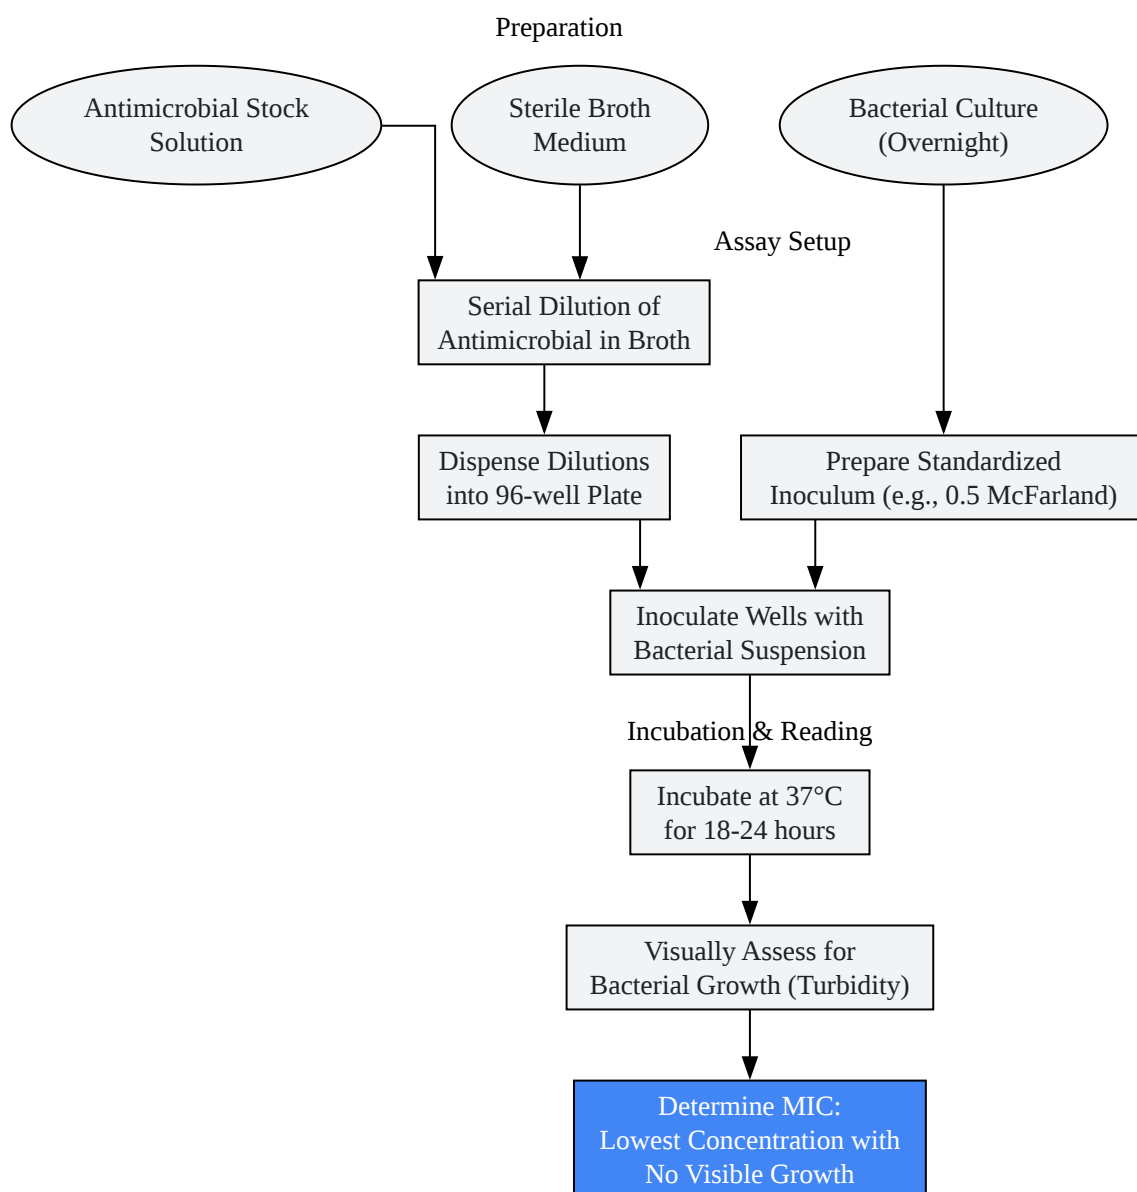 Preparation
Antimicrobial Stock
Solution
Sterile Broth
Medium
Bacterial Culture
(Overnight)
Assay Setup
Serial Dilution of
Antimicrobial in Broth
Dispense Dilutions
into 96-well Plate
Prepare Standardized
Inoculum (e.g., 0.5 McFarland)
Inoculate Wells with
Bacterial Suspension
Incubation & Reading
Incubate at 37°C
for 18-24 hours
Visually Assess for
Bacterial Growth (Turbidity)
Determine MIC:
Lowest Concentration with
No Visible Growth